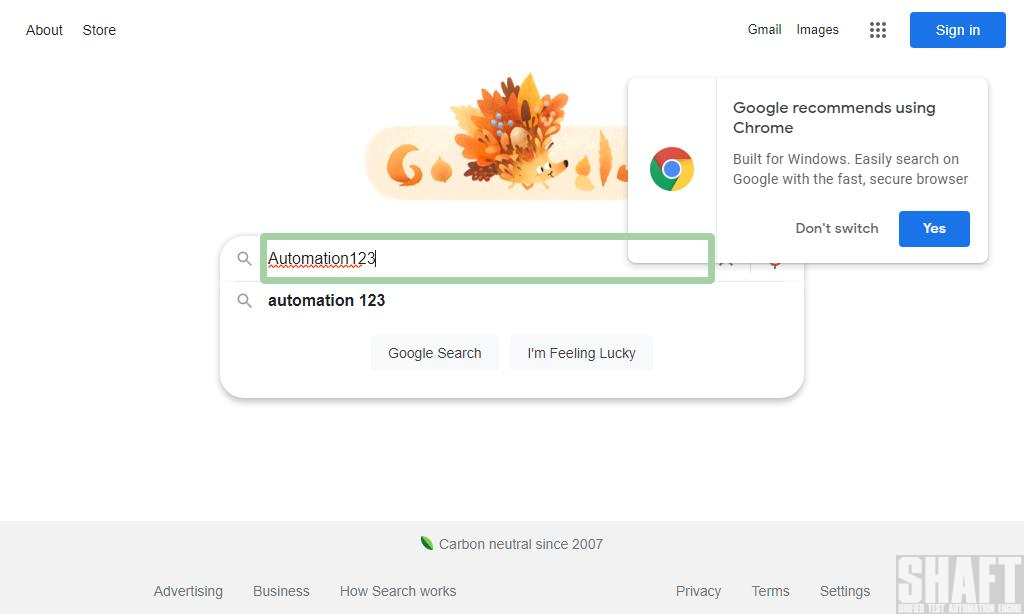 About Store
Gmail Images
Sign in
Google recommends using
Chrome
Built for Windows. Easily search on
Google with the fast, secure browser
Don't switch Yes
Automation123
automation 123
Google Search I'm Feeling Lucky
Carbon neutral since 2007
Advertising Business How Search works
Privacy Terms Settings
SHAFT
UNIFIED TEST AUTOMATION ENGINE